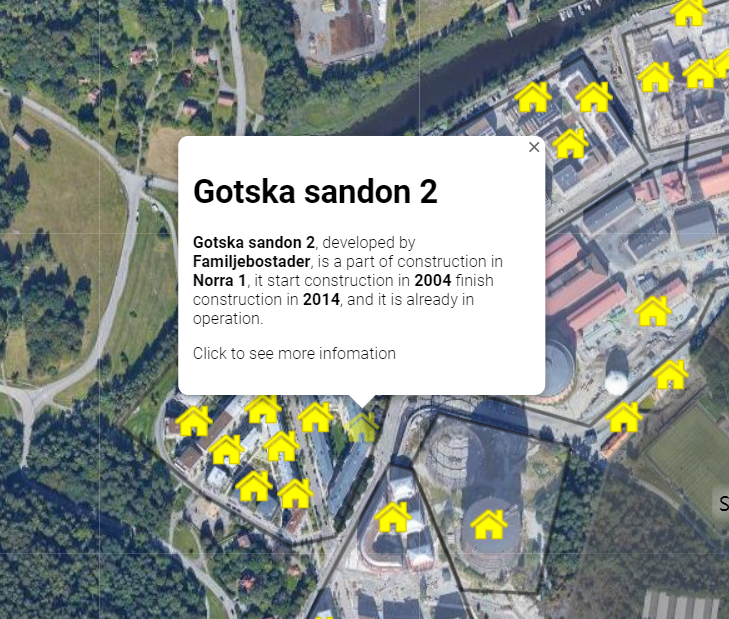 Gotska sandon 2
Gotska sandon 2, developed by
Familjebostader, is a part of construction in
Norra 1, it start construction in 2004 finish
construction in 2014, and it is already in
operation.
Click to see more infomation
S